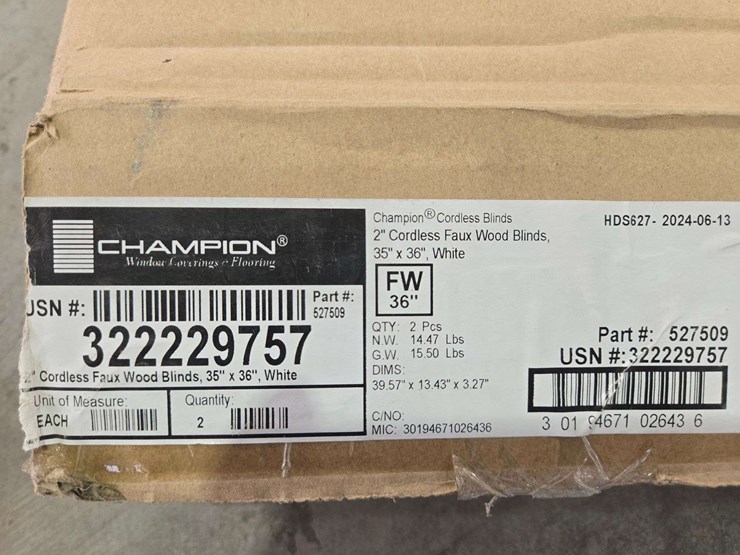 CHAMPION®
Window Coverings & Flooring
USN #:
Part #:
527509
322229757
2" Cordless Faux Wood Blinds, 35" x 36", White
Unit of Measure:
EACH
Quantity:
2
Champion® Cordless Blinds
2" Cordless Faux Wood Blinds,
35" x 36", White
FW
36"
QTY: 2 Pcs
N.W. 14.47 Lbs
G.W. 15.50 Lbs
DIMS:
39.57" x 13.43" x 3.27"
C/NO:
MIC: 30194671026436
HDS627- 2024-06-13
Part #: 527509
USN #:322229757
3 01 94671 02643 6